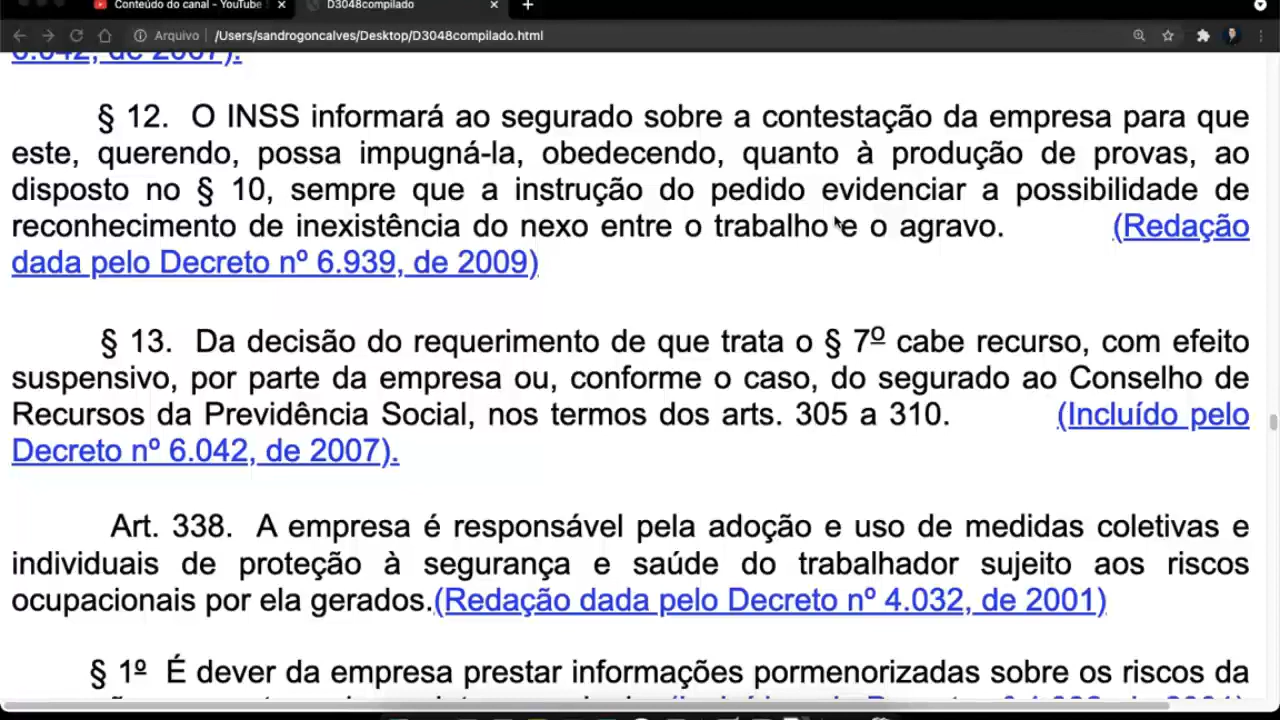 Conteúdo do canal - YouTube
D3048compilado
Arquivo /Users/sandrogoncalves/Desktop/D3048compilado.html
6.042, de 2007).
§ 12. O INSS informará ao segurado sobre a contestação da empresa para que
este, querendo, possa impugná-la, obedecendo, quanto à produção de provas, ao
disposto no § 10, sempre que a instrução do pedido evidenciar a possibilidade de
reconhecimento de inexistência do nexo entre o trabalho e o agravo. (Redação
dada pelo Decreto nº 6.939, de 2009)
§ 13. Da decisão do requerimento de que trata o § 7º cabe recurso, com efeito
suspensivo, por parte da empresa ou, conforme o caso, do segurado ao Conselho de
Recursos da Previdência Social, nos termos dos arts. 305 a 310. (Incluído pelo
Decreto nº 6.042, de 2007).
Art. 338. A empresa é responsável pela adoção e uso de medidas coletivas e
individuais de proteção à segurança e saúde do trabalhador sujeito aos riscos
ocupacionais por ela gerados.(Redação dada pelo Decreto nº 4.032, de 2001)
§ 1º É dever da empresa prestar informações pormenorizadas sobre os riscos da